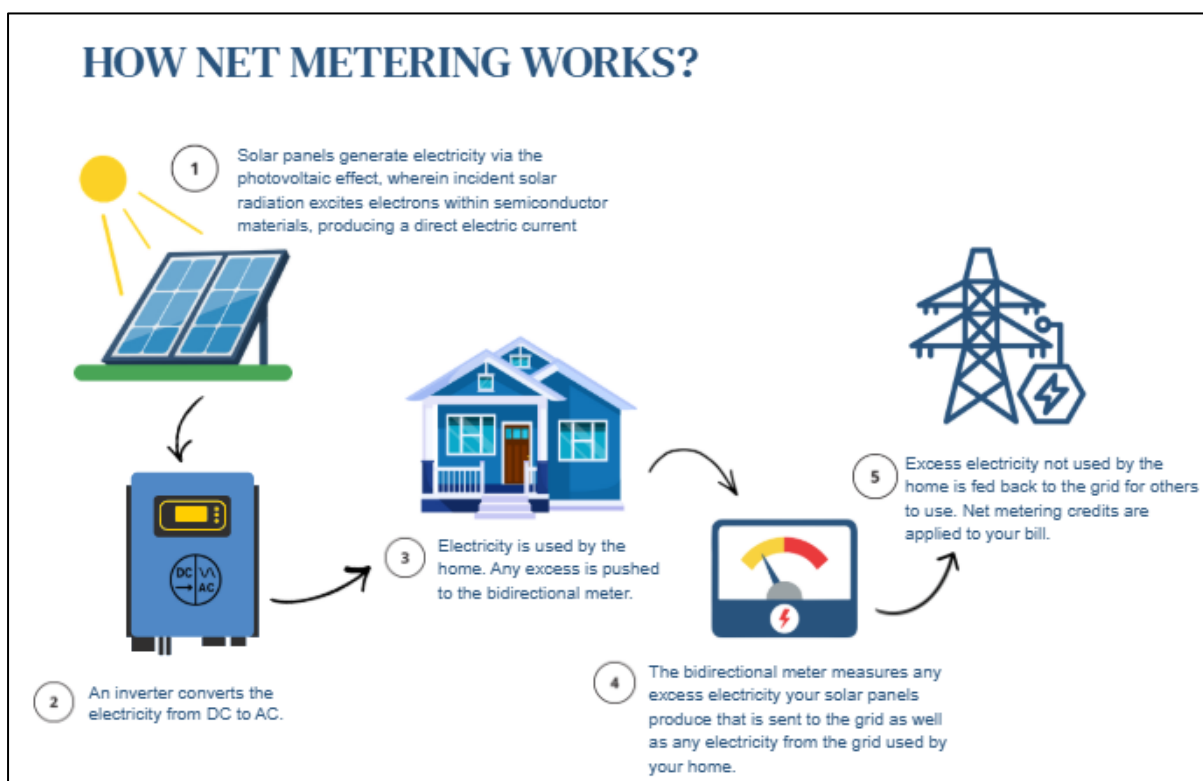 HOW NET METERING WORKS?
1
Solar panels generate electricity via the
photovoltaic effect, wherein incident solar
radiation excites electrons within semiconductor
materials, producing a direct electric current
DC
AC
2
An inverter converts the
electricity from DC to AC.
3
Electricity is used by the
home. Any excess is pushed
to the bidirectional meter.
4
The bidirectional meter measures any
excess electricity your solar panels
produce that is sent to the grid as well
as any electricity from the grid used by
your home.
5
Excess electricity not used by the
home is fed back to the grid for others
to use. Net metering credits are
applied to your bill.